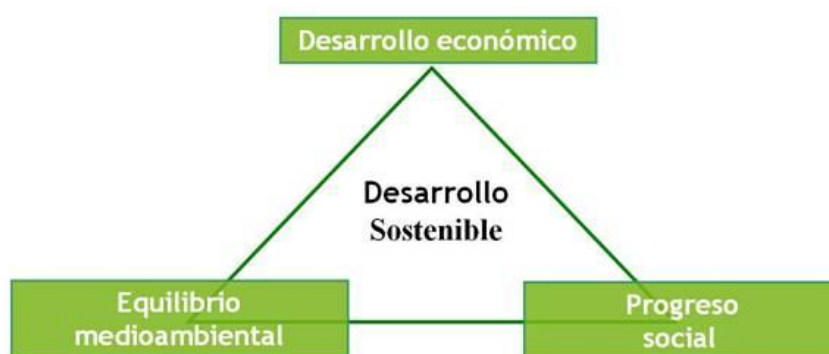 Desarrollo económico
Desarrollo
Sostenible
Equilibrio
medioambiental
Progreso
social